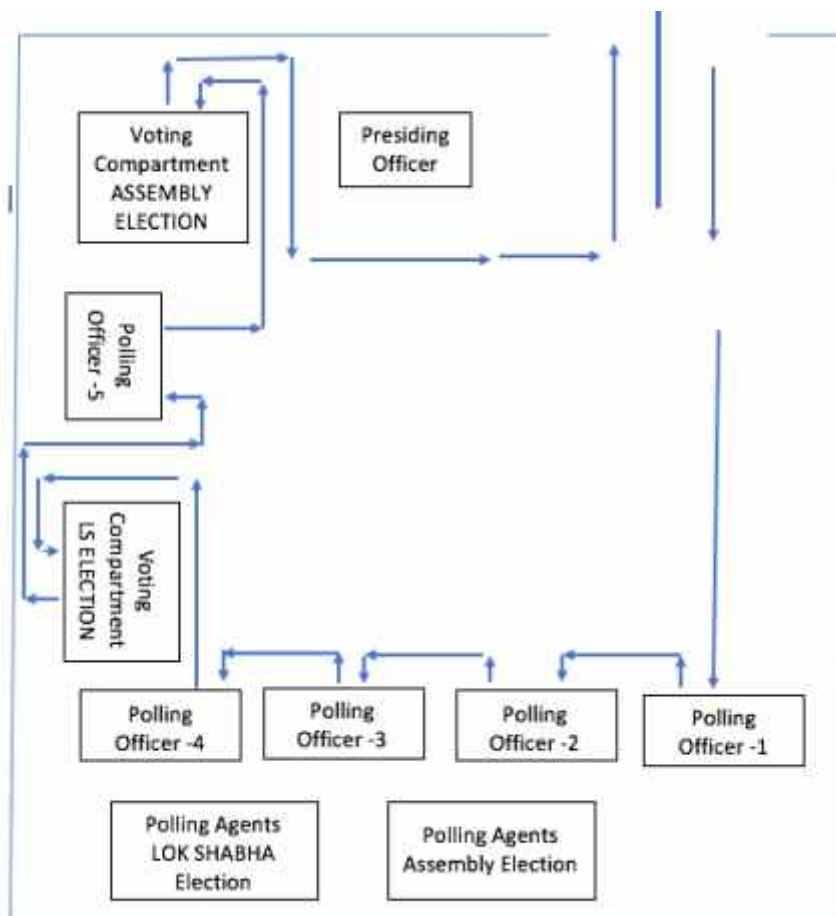 Voting
Compartment
ASSEMBLY
ELECTION
Presiding
Officer
Polling
Officer -5
Voting
Compartment
LS ELECTION
Polling
Officer -4
Polling
Officer -3
Polling
Officer -2
Polling
Officer -1
Polling Agents
LOK SHABHA
Election
Polling Agents
Assembly Election